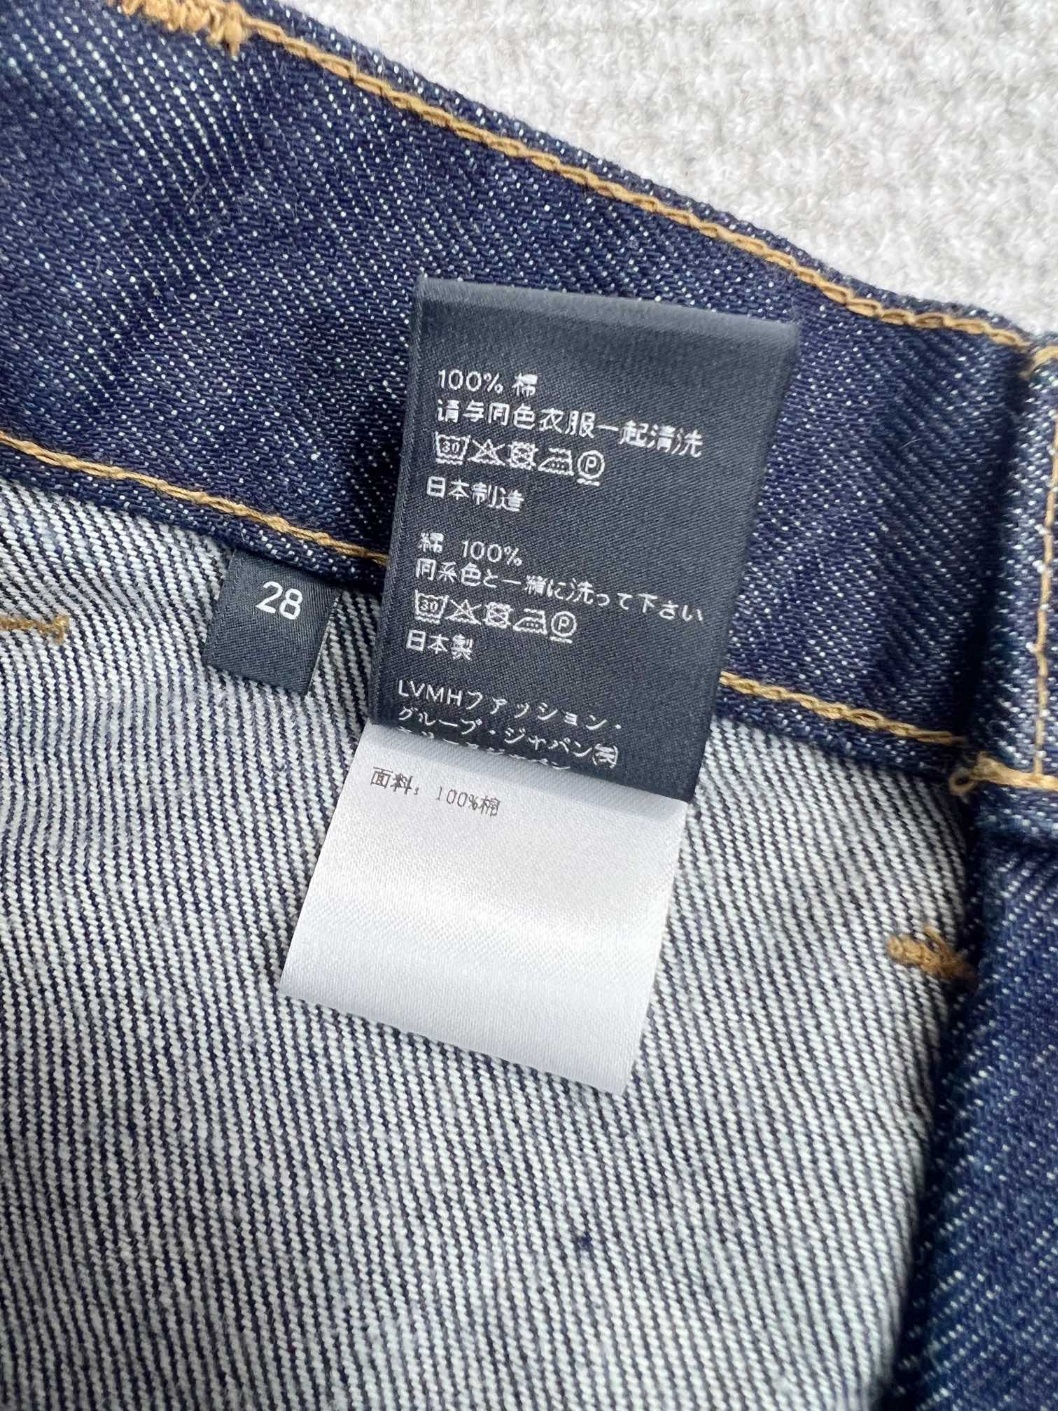 100% 棉
请与同色衣服一起清洗
30 P
日本制造
綿 100%
同系色と一緒に洗って下さい
30 P
日本製
LVMHファッション・
グループ・ジャパン㈱
28
面料：100%棉